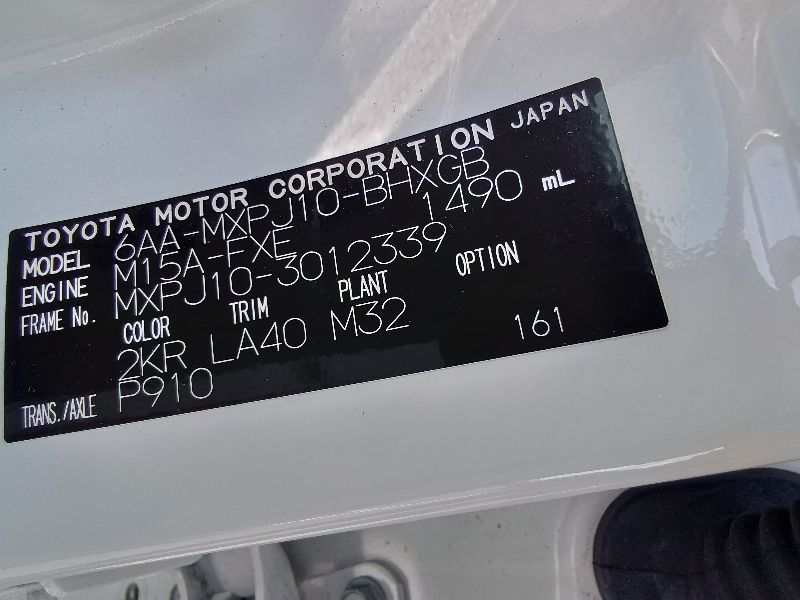 TOYOTA MOTOR CORPORATION JAPAN
MODEL 6AA-MXPJ10-BHXGB
ENGINE M15A-FXE 1490 mL
FRAME No. MXPJ10-3012339
COLOR TRIM PLANT OPTION
2KR LA40 M32
TRANS./AXLE P910 161